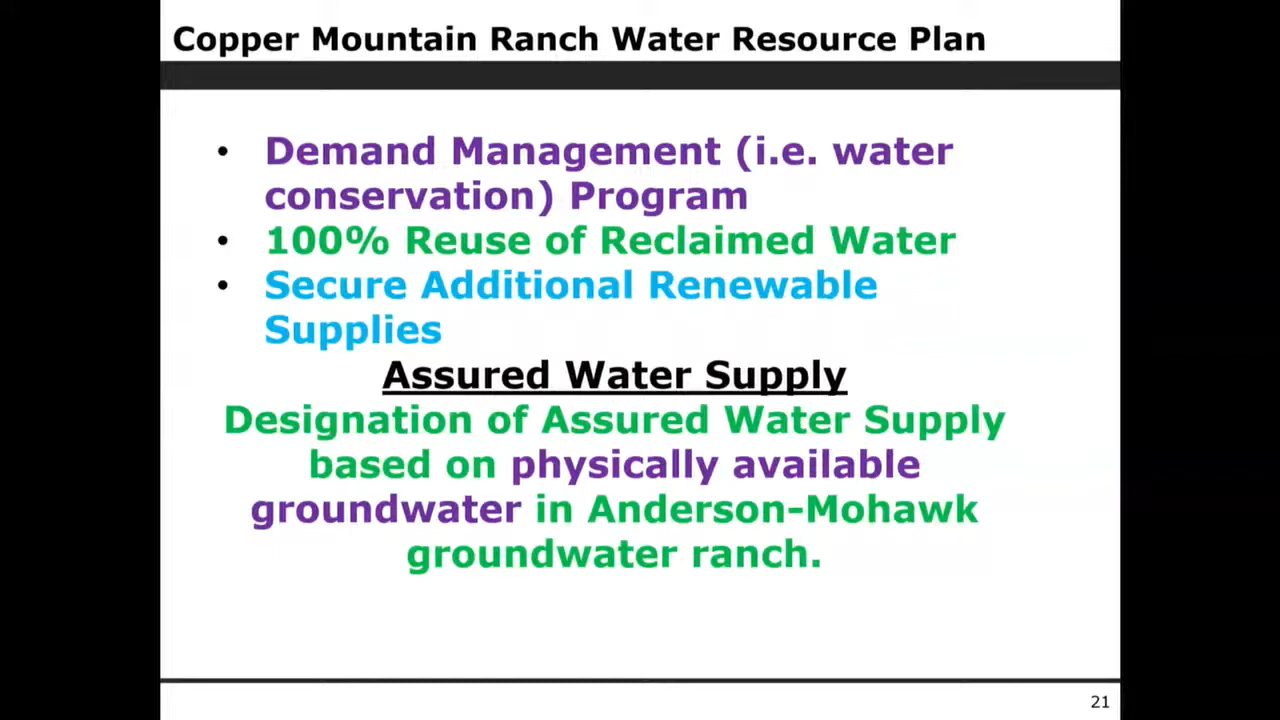 Copper Mountain Ranch Water Resource Plan
• Demand Management (i.e. water
conservation) Program
• 100% Reuse of Reclaimed Water
• Secure Additional Renewable
Supplies
Assured Water Supply
Designation of Assured Water Supply
based on physically available
groundwater in Anderson-Mohawk
groundwater ranch.
21